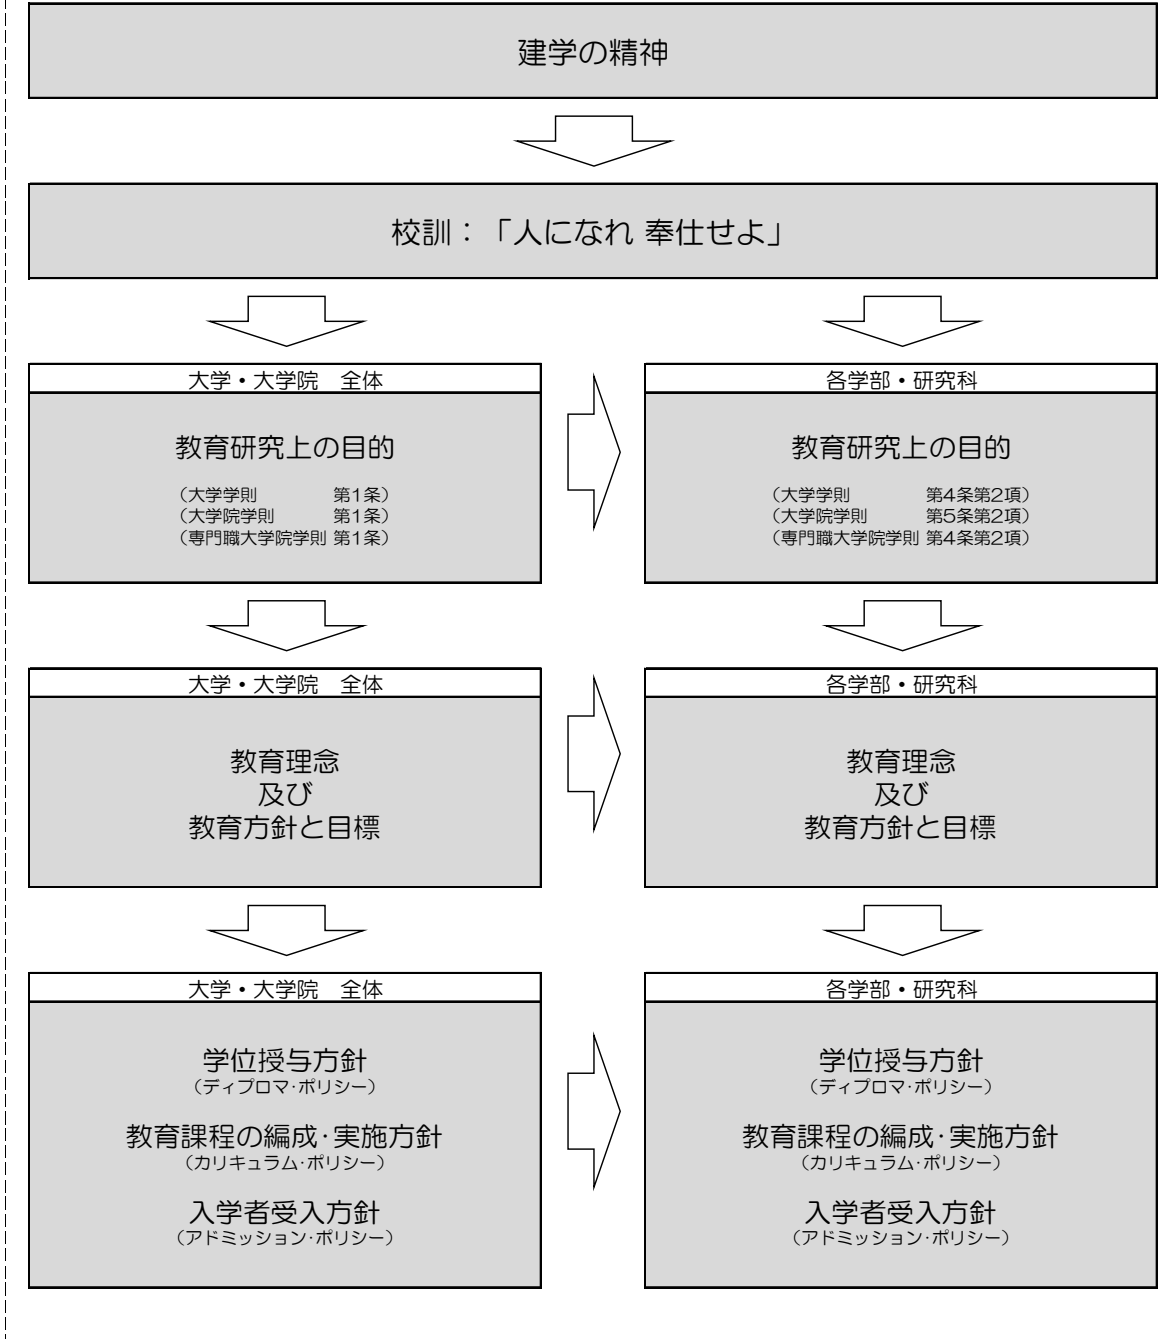 建学の精神
校訓：「人になれ 奉仕せよ」
大学・大学院　全体
教育研究上の目的
（大学学則　　　　第1条）
（大学院学則　　　第1条）
（専門職大学院学則 第1条）
各学部・研究科
教育研究上の目的
（大学学則　　　　第4条第2項）
（大学院学則　　　第5条第2項）
（専門職大学院学則 第4条第2項）
大学・大学院　全体
教育理念
及び
教育方針と目標
各学部・研究科
教育理念
及び
教育方針と目標
大学・大学院　全体
学位授与方針
（ディプロマ・ポリシー）
教育課程の編成・実施方針
（カリキュラム・ポリシー）
入学者受入方針
（アドミッション・ポリシー）
各学部・研究科
学位授与方針
（ディプロマ・ポリシー）
教育課程の編成・実施方針
（カリキュラム・ポリシー）
入学者受入方針
（アドミッション・ポリシー）